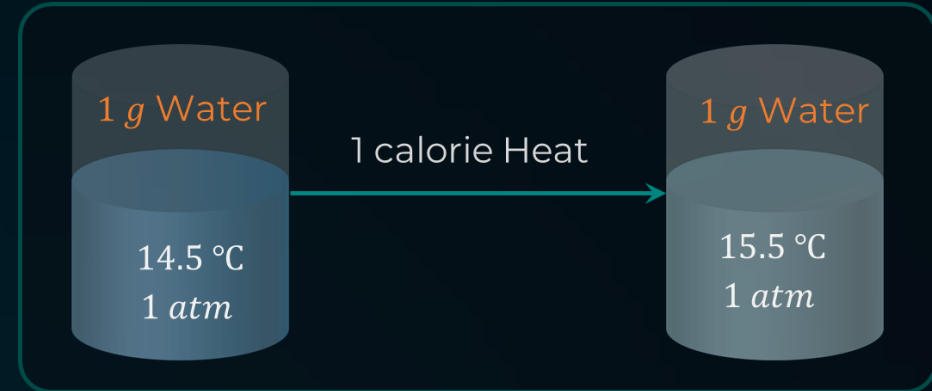 1 g Water
14.5 °C
1 atm
1 calorie Heat
1 g Water
15.5 °C
1 atm